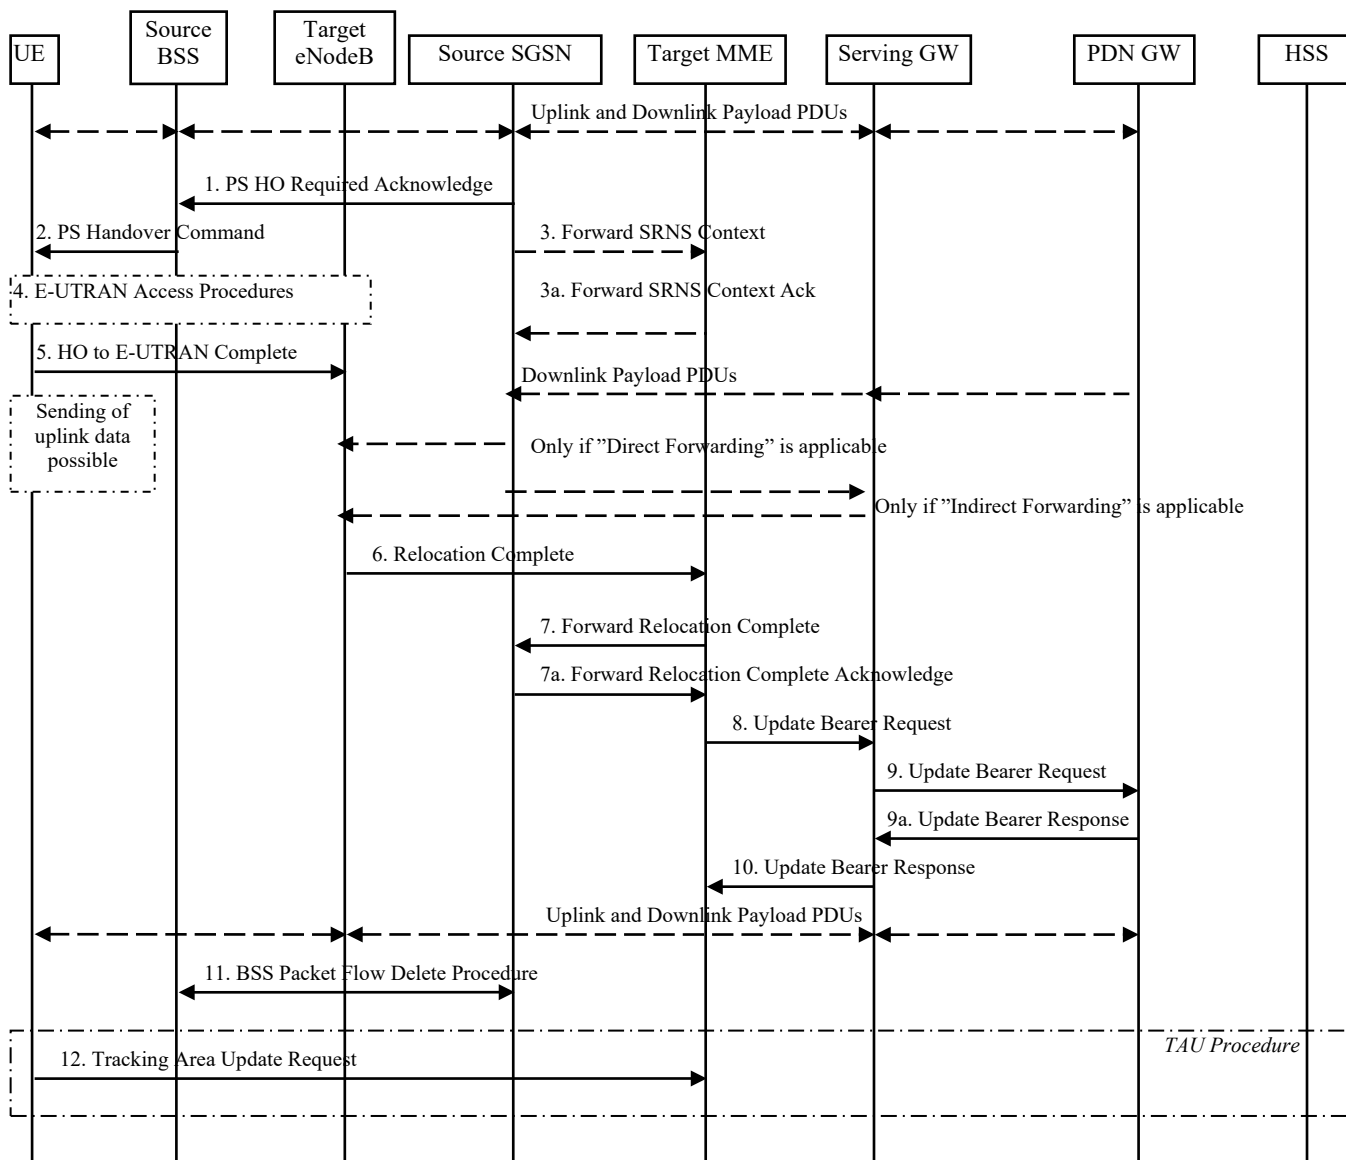 UE
Source
BSS
Target
eNodeB
Source SGSN
Target MME
Serving GW
PDN GW
HSS
Uplink and Downlink Payload PDUs
1. PS HO Required Acknowledge
2. PS Handover Command
3. Forward SRNS Context
4. E-UTRAN Access Procedures
3a. Forward SRNS Context Ack
5. HO to E-UTRAN Complete
Downlink Payload PDUs
Sending of
uplink data
possible
Only if ”Direct Forwarding” is applicable
Only if ”Indirect Forwarding” is applicable
6. Relocation Complete
7. Forward Relocation Complete
7a. Forward Relocation Complete Acknowledge
8. Update Bearer Request
9. Update Bearer Request
9a. Update Bearer Response
10. Update Bearer Response
Uplink and Downlink Payload PDUs
11. BSS Packet Flow Delete Procedure
TAU Procedure
12. Tracking Area Update Request